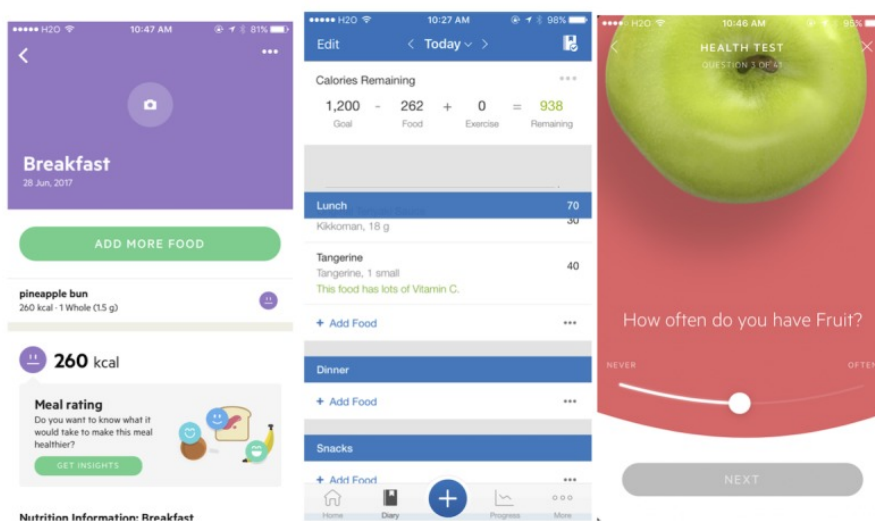 H2O 10:47 AM 81%
Breakfast
28 Jun, 2017
ADD MORE FOOD
pineapple bun
260 kcal · 1 Whole (1.5 g)
260 kcal
Meal rating
Do you want to know what it
would take to make this meal
healthier?
GET INSIGHTS
Nutrition Information: Breakfast
H2O 10:27 AM 98%
Edit < Today >
Calories Remaining
1,200 - 262 + 0 = 938
Goal Food Exercise Remaining
Lunch 70
Kikkoman, 18 g 30
Tangerine
Tangerine, 1 small 40
This food has lots of Vitamin C.
+ Add Food
Dinner
+ Add Food
Snacks
+ Add Food
Home Diary + Progress More
H2O 10:46 AM 95%
HEALTH TEST
QUESTION 3 OF 41
How often do you have Fruit?
NEVER OFTEN
NEXT